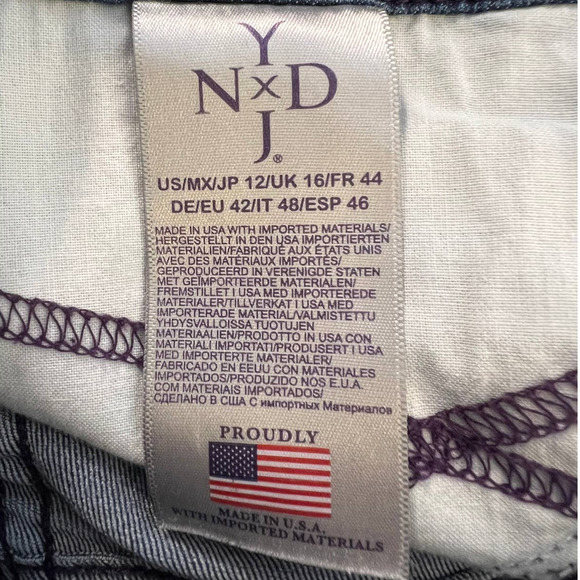 Y
N x D
J®
US/MX/JP 12/UK 16/FR 44
DE/EU 42/IT 48/ESP 46
MADE IN USA WITH IMPORTED MATERIALS/
HERGESTELLT IN DEN USA IMPORTIERTEN
MATERIALIEN/FABRIQUÉ AUX ÉTATS UNIS
AVEC DES MATÉRIAUX IMPORTÉS/
GEPRODUCEERD IN VERENIGDE STATEN
MET GEÏMPORTEERDE MATERIALEN/
FREMSTILLET I USA MED IMPORTEREDE
MATERIALER/TILLVERKAT I USA MED
IMPORTERADE MATERIAL/VALMISTETTU
YHDYSVALLOISSA TUOTUJEN
MATERIAALIEN/PRODOTTO IN USA CON
MATERIALI IMPORTATI/PRODUSERT I USA
MED IMPORTERTE MATERIALER/
FABRICADO EN EEUU CON MATERIALES
IMPORTADOS/PRODUZIDO NOS E.U.A.
COM MATERIAIS IMPORTADOS/
СДЕЛАНО В США С импортных Материалов
PROUDLY
MADE IN U.S.A.
WITH IMPORTED MATERIALS